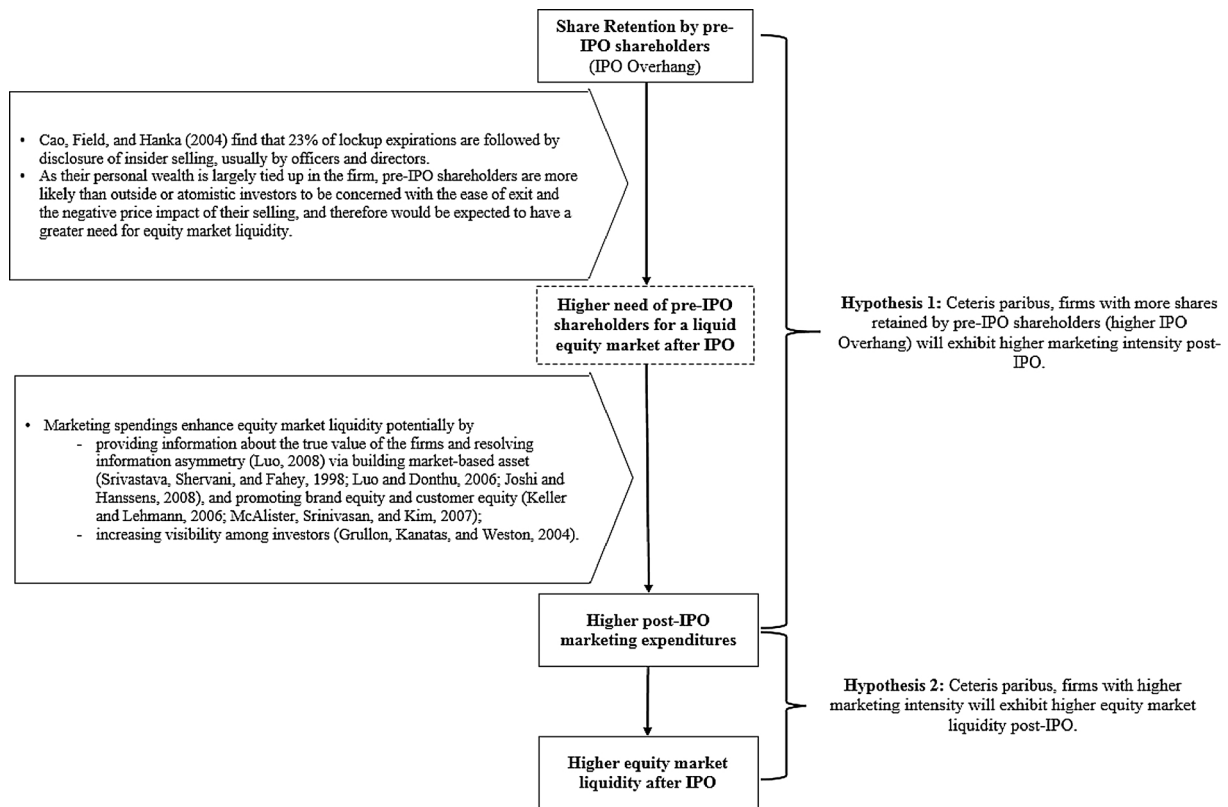 Share Retention by pre-
IPO shareholders
(IPO Overhang)
• Cao, Field, and Hanka (2004) find that 23% of lockup expirations are followed by
disclosure of insider selling, usually by officers and directors.
• As their personal wealth is largely tied up in the firm, pre-IPO shareholders are more
likely than outside or atomistic investors to be concerned with the ease of exit and
the negative price impact of their selling, and therefore would be expected to have a
greater need for equity market liquidity.
Higher need of pre-IPO
shareholders for a liquid
equity market after IPO
Hypothesis 1: Ceteris paribus, firms with more shares
retained by pre-IPO shareholders (higher IPO
Overhang) will exhibit higher marketing intensity post-
IPO.
• Marketing spendings enhance equity market liquidity potentially by
- providing information about the true value of the firms and resolving
information asymmetry (Luo, 2008) via building market-based asset
(Srivastava, Shervani, and Fahey, 1998; Luo and Donthu, 2006; Joshi and
Hanssens, 2008), and promoting brand equity and customer equity (Keller
and Lehmann, 2006; McAlister, Srinivasan, and Kim, 2007);
- increasing visibility among investors (Grullon, Kanatas, and Weston, 2004).
Higher post-IPO
marketing expenditures
Hypothesis 2: Ceteris paribus, firms with higher
marketing intensity will exhibit higher equity market
liquidity post-IPO.
Higher equity market
liquidity after IPO